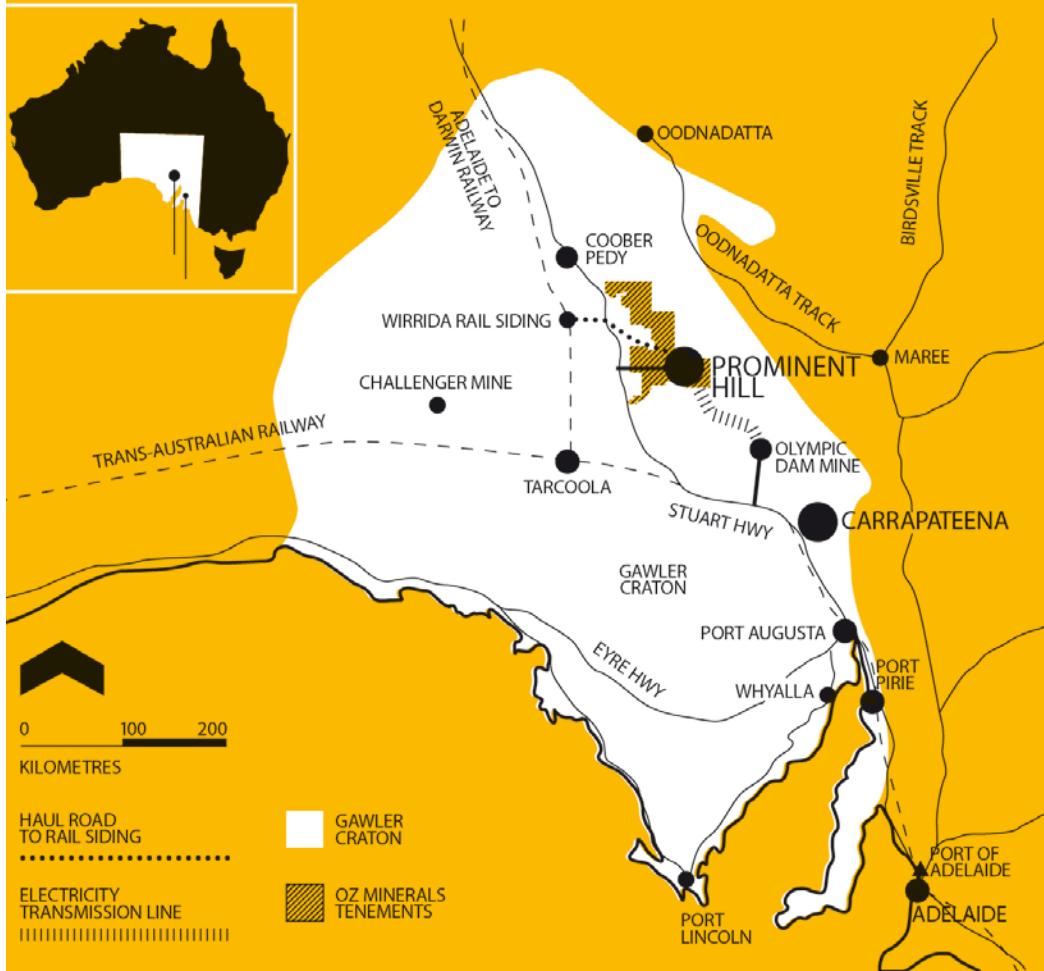 ADELAIDE TO
DARWIN RAILWAY
OODNADATTA
BIRDSVILLE TRACK
COOBER
PEDY
OODNADATTA TRACK
WIRRIDA RAIL SIDING
MAREE
PROMINENT
HILL
CHALLENGER MINE
TRANS-AUSTRALIAN RAILWAY
OLYMPIC
DAM MINE
TARCOOLA
STUART HWY
CARRAPATEENA
GAWLER
CRATON
PORT AUGUSTA
EYRE HWY
PORT
PIRIE
WHYALLA
0 100 200
KILOMETRES
HAUL ROAD
TO RAIL SIDING
GAWLER
CRATON
ELECTRICITY
TRANSMISSION LINE
OZ MINERALS
TENEMENTS
PORT
LINCOLN
PORT OF
ADELAIDE
ADELAIDE